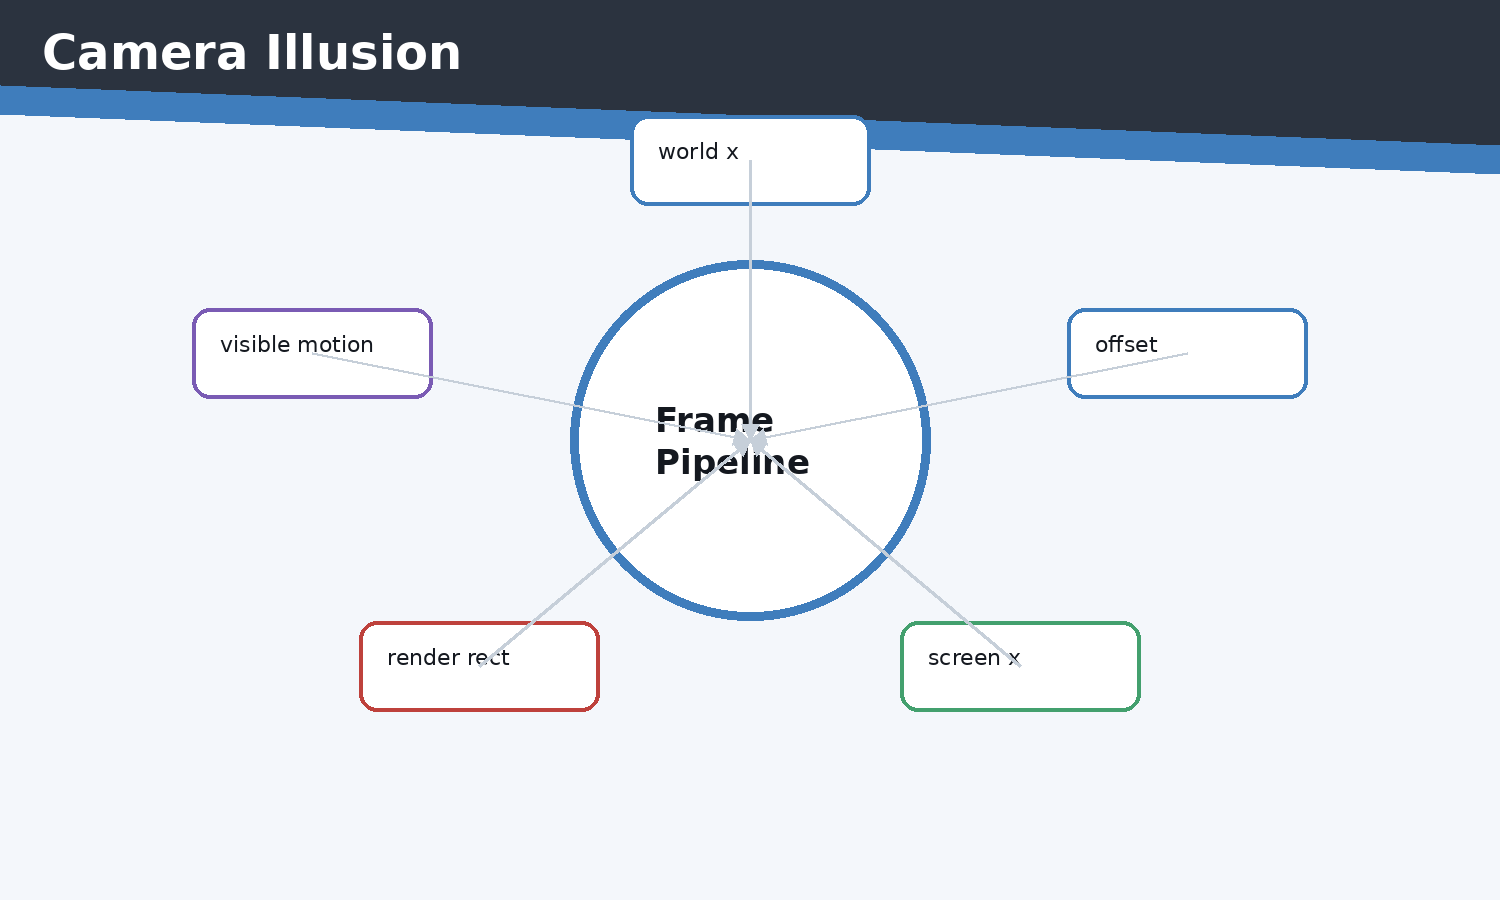 Camera Illusion
world x
visible motion
offset
Frame
Pipeline
render rect
screen x